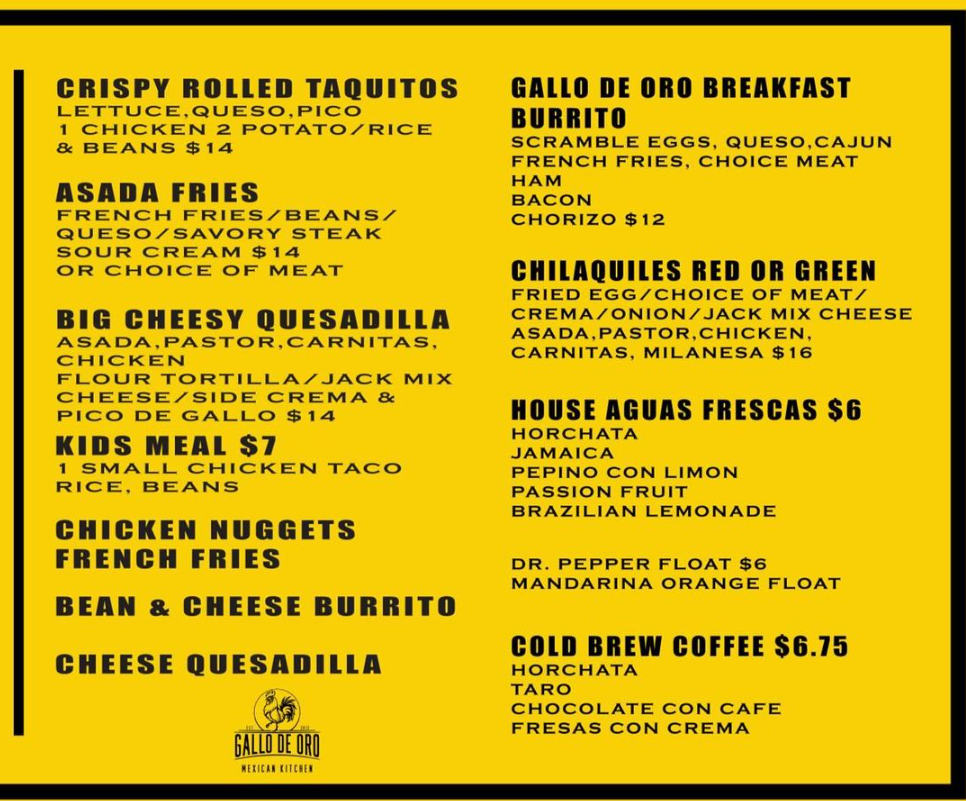 CRISPY ROLLED TAQUITOS
LETTUCE,QUESO,PICO
1 CHICKEN 2 POTATO/RICE
& BEANS $14
ASADA FRIES
FRENCH FRIES/BEANS/
QUESO/SAVORY STEAK
SOUR CREAM $14
OR CHOICE OF MEAT
BIG CHEESY QUESADILLA
ASADA,PASTOR,CARNITAS,
CHICKEN
FLOUR TORTILLA/JACK MIX
CHEESE/SIDE CREMA &
PICO DE GALLO $14
KIDS MEAL $7
1 SMALL CHICKEN TACO
RICE, BEANS
CHICKEN NUGGETS
FRENCH FRIES
BEAN & CHEESE BURRITO
CHEESE QUESADILLA
GALLO DE ORO
MEXICAN KITCHEN
GALLO DE ORO BREAKFAST
BURRITO
SCRAMBLE EGGS, QUESO,CAJUN
FRENCH FRIES, CHOICE MEAT
HAM
BACON
CHORIZO $12
CHILAQUILES RED OR GREEN
FRIED EGG/CHOICE OF MEAT/
CREMA/ONION/JACK MIX CHEESE
ASADA,PASTOR,CHICKEN,
CARNITAS, MILANESA $16
HOUSE AGUAS FRESCAS $6
HORCHATA
JAMAICA
PEPINO CON LIMON
PASSION FRUIT
BRAZILIAN LEMONADE
DR. PEPPER FLOAT $6
MANDARINA ORANGE FLOAT
COLD BREW COFFEE $6.75
HORCHATA
TARO
CHOCOLATE CON CAFE
FRESAS CON CREMA